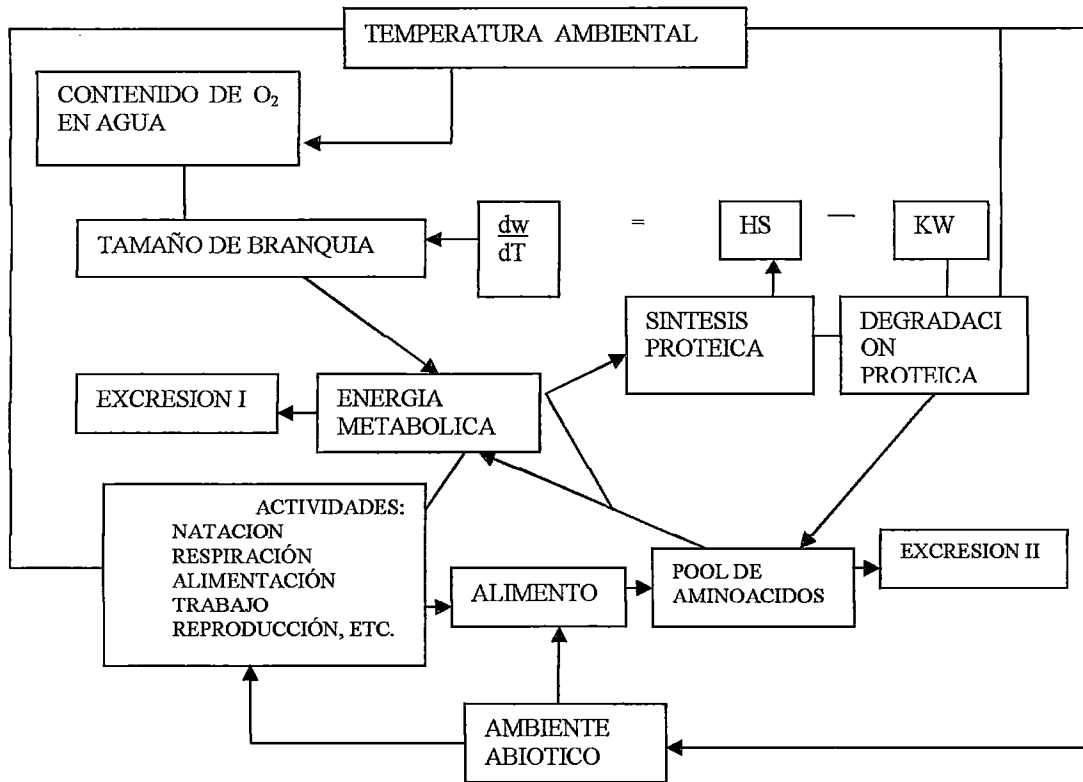 TEMPERATURA AMBIENTAL
CONTENIDO DE O₂
EN AGUA
TAMAÑO DE BRANQUIA
dw
dT
=
HS
—
KW
SINTESIS
PROTEICA
DEGRADACI
ON
PROTEICA
EXCRESION I
ENERGIA
METABOLICA
ACTIVIDADES:
NATACION
RESPIRACIÓN
ALIMENTACIÓN
TRABAJO
REPRODUCCIÓN, ETC.
ALIMENTO
POOL DE
AMINOACIDOS
EXCRESION II
AMBIENTE
ABIOTICO